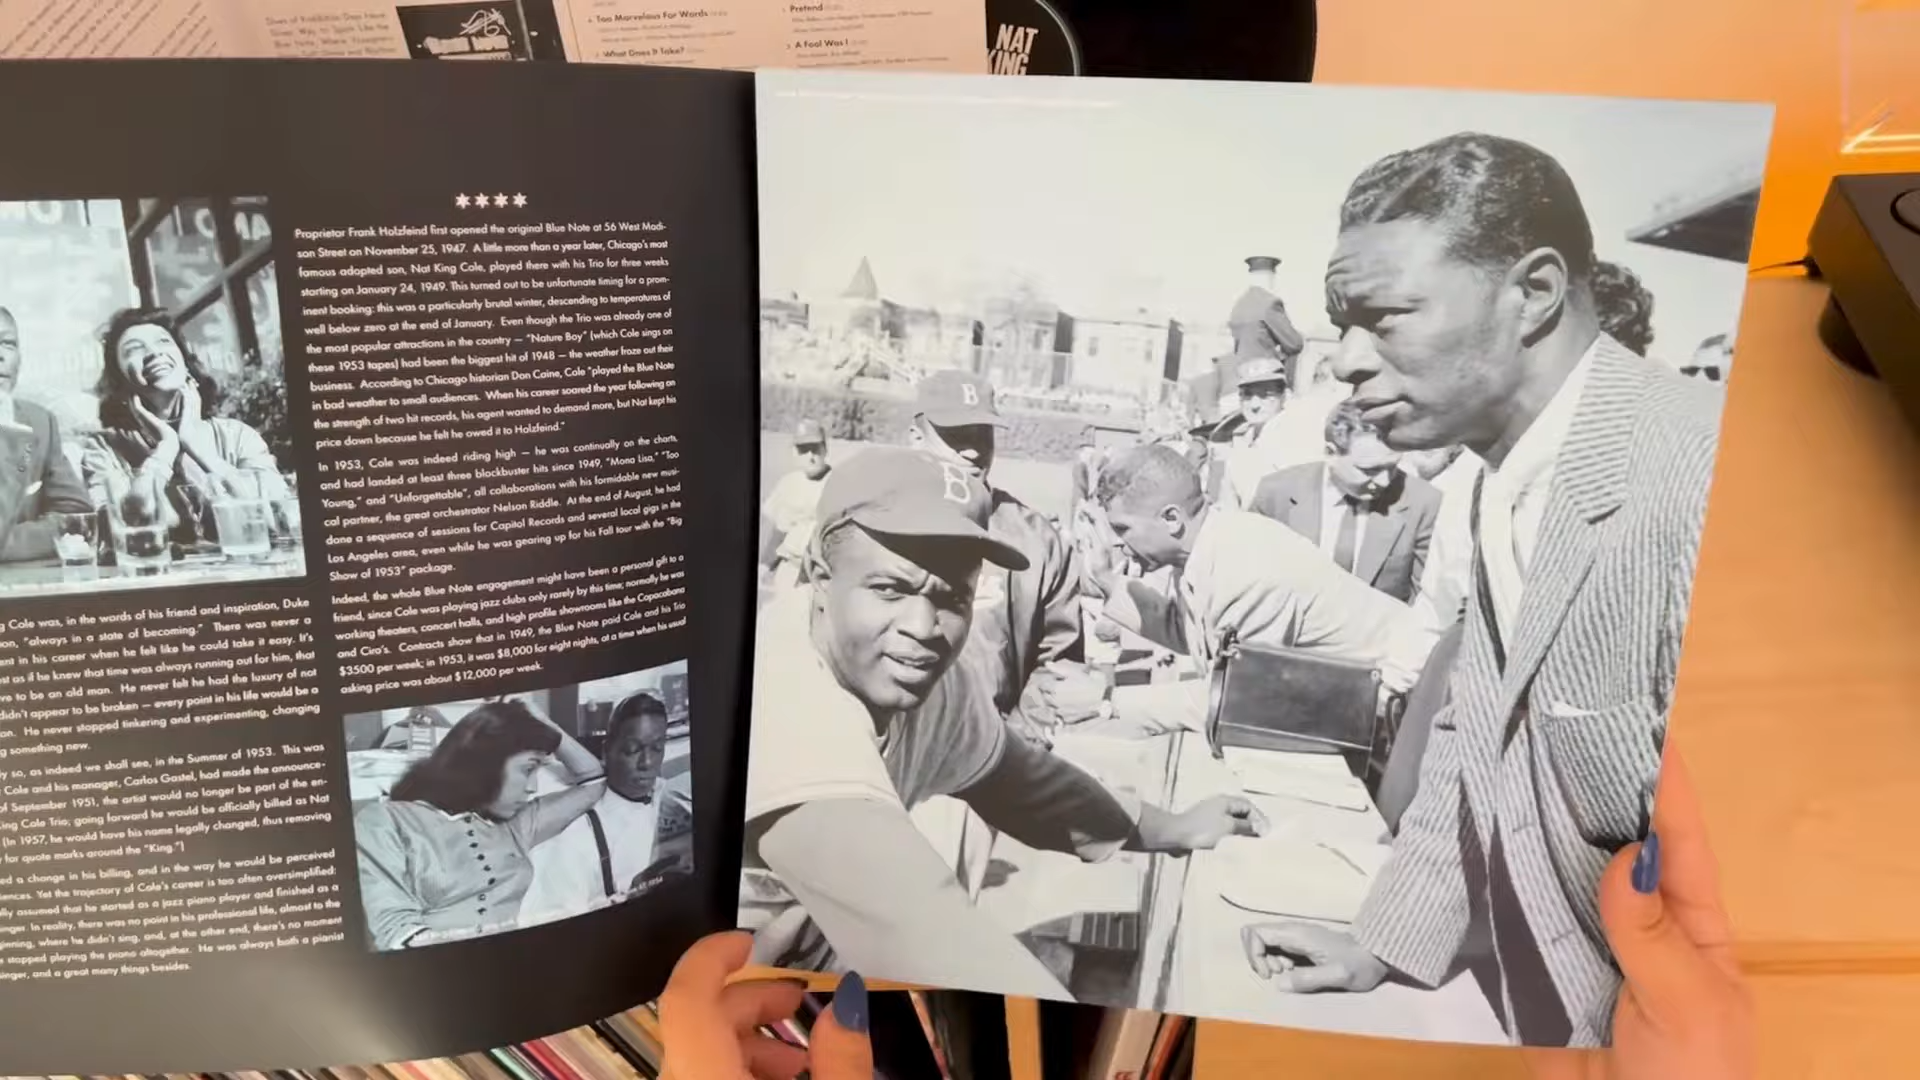 Too Marvelous For Words
What Does It Take?
Pretend
A Fool Was I
NAT
KING
Proprietor Frank Holzfeind first opened the original Blue Note at 56 West Madi-
son Street on November 25, 1947. A little more than a year later, Chicago's most
famous adopted son, Nat King Cole, played there with his Trio for three weeks
starting on January 24, 1949. This turned out to be unfortunate timing for a prom-
inent booking: this was a particularly brutal winter, descending to temperatures of
well below zero at the end of January. Even though the Trio was already one of
the most popular attractions in the country — "Nature Boy" (which Cole sings on
these 1953 tapes) had been the biggest hit of 1948 — the weather froze out their
business. According to Chicago historian Don Caine, Cole "played the Blue Note
in bad weather to small audiences. When his career soared the year following on
the strength of two hit records, his agent wanted to demand more, but Nat kept his
price down because he felt he owed it to Holzfeind."
In 1953, Cole was indeed riding high — he was continually on the charts,
and had landed at least three blockbuster hits since 1949, "Mona Lisa," "Too
Young," and "Unforgettable", all collaborations with his formidable new musi-
cal partner, the great orchestrator Nelson Riddle. At the end of August, he had
done a sequence of sessions for Capitol Records and several local gigs in the
Los Angeles area, even while he was gearing up for his Fall tour with the "Big
Show of 1953" package.
Indeed, the whole Blue Note engagement might have been a personal gift to a
friend, since Cole was playing jazz clubs only rarely by this time; normally he was
working theaters, concert halls, and high profile showrooms like the Copacabana
and Ciro's. Contracts show that in 1949, the Blue Note paid Cole and his Trio
$3500 per week; in 1953, it was $8,000 for eight nights, at a time when his usual
asking price was about $12,000 per week.
g Cole was, in the words of his friend and inspiration, Duke
on, "always in a state of becoming." There was never a
ent in his career when he felt like he could take it easy. It's
st as if he knew that time was always running out for him, that
ve to be an old man. He never felt he had the luxury of not
didn't appear to be broken — every point in his life would be a
on. He never stopped tinkering and experimenting, changing
g something new.
ly so, as indeed we shall see, in the Summer of 1953. This was
Cole and his manager, Carlos Gastel, had made the announce-
of September 1951, the artist would no longer be part of the en-
ing Cole Trio; going forward he would be officially billed as Nat
(In 1957, he would have his name legally changed, thus removing
for quote marks around the "King.")
ed a change in his billing, and in the way he would be perceived
iences. Yet the trajectory of Cole's career is too often oversimplified:
lly assumed that he started as a jazz piano player and finished as a
inger. In reality, there was no point in his professional life, almost to the
ginning, where he didn't sing, and, at the other end, there's no moment
e stopped playing the piano altogether. He was always both a pianist
singer, and a great many things besides.
B
B